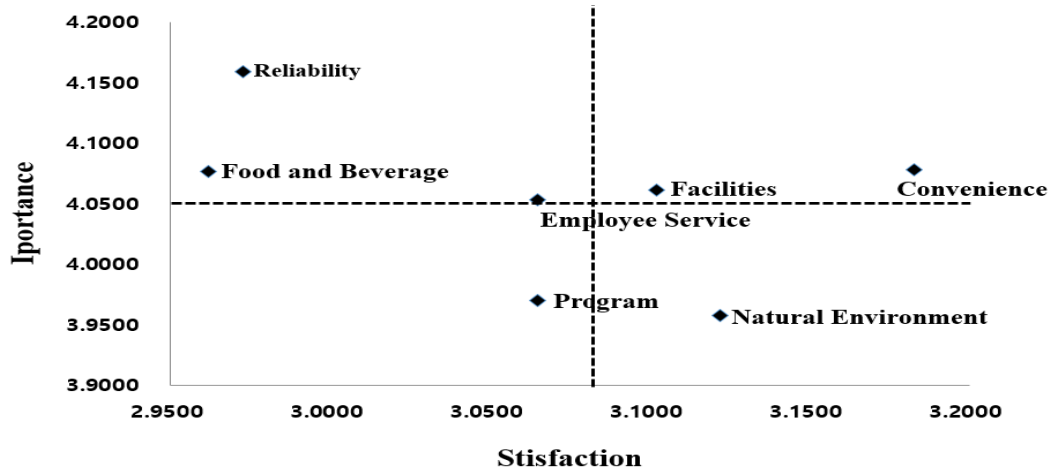 4.2000
Reliability
4.1500
4.1000
Food and Beverage
Facilities
Convenience
4.0500
Employee Service
Iportance
4.0000
Program
Natural Environment
3.9500
3.9000
2.9500 3.0000 3.0500 3.1000 3.1500 3.2000
Stisfaction